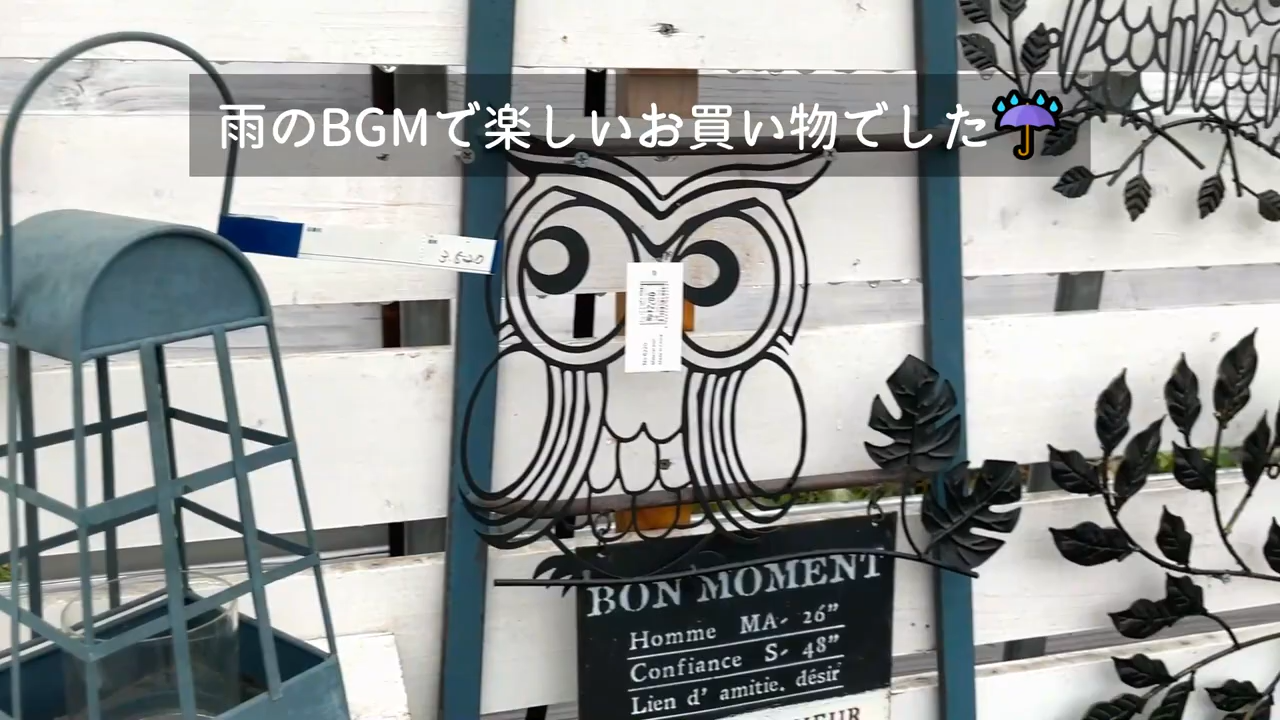 雨のBGMで楽しいお買い物でした☔
3.620
BON MOMENT
Homme MA- 26”
Confiance S- 48”
Lien d’ amitie. désir